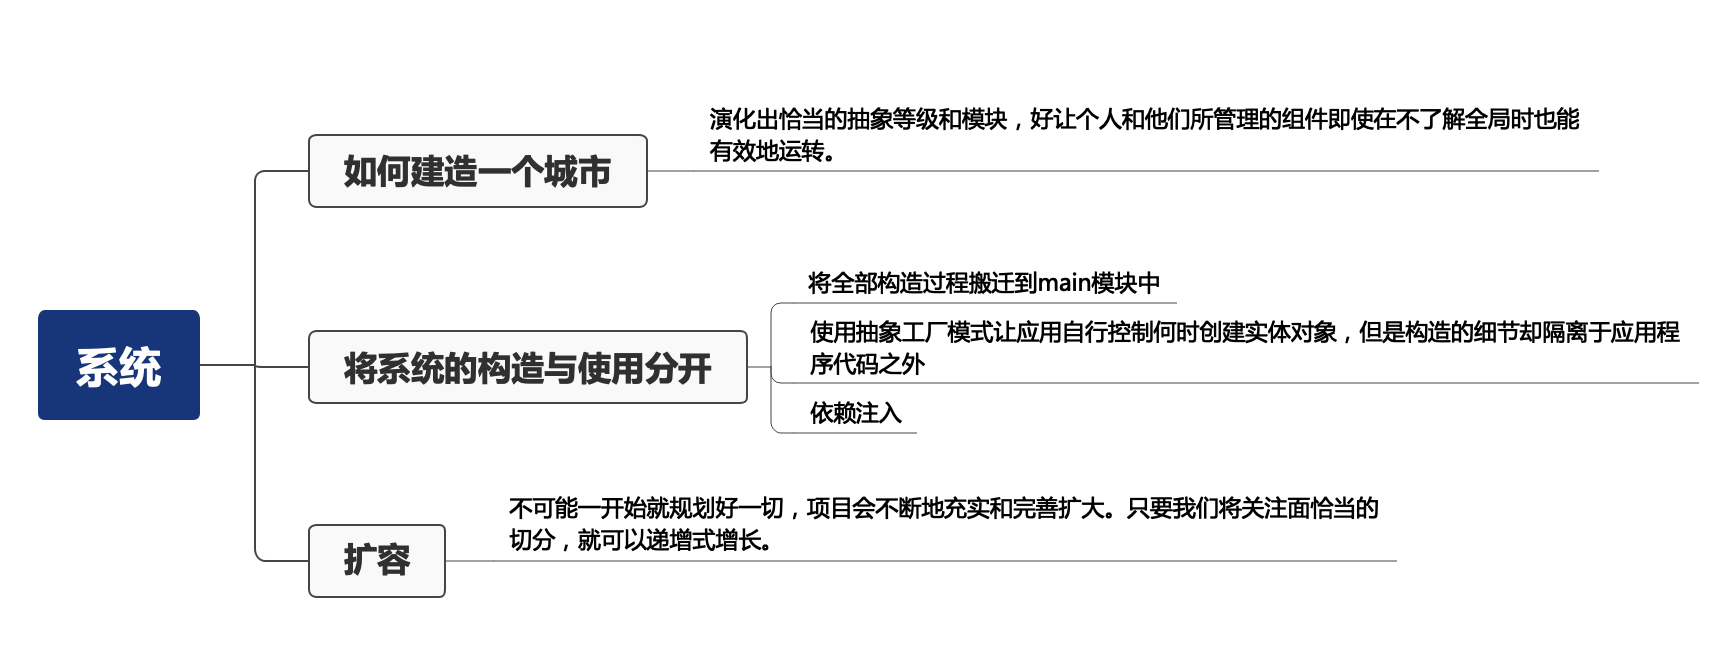 系统
如何建造一个城市
演化出恰当的抽象等级和模块，好让个人和他们所管理的组件即使在不了解全局时也能
有效地运转。
将系统的构造与使用分开
将全部构造过程搬迁到main模块中
使用抽象工厂模式让应用自行控制何时创建实体对象，但是构造的细节却隔离于应用程
序代码之外
依赖注入
扩容
不可能一开始就规划好一切，项目会不断地充实和完善扩大。只要我们将关注面恰当的
切分，就可以递增式增长。